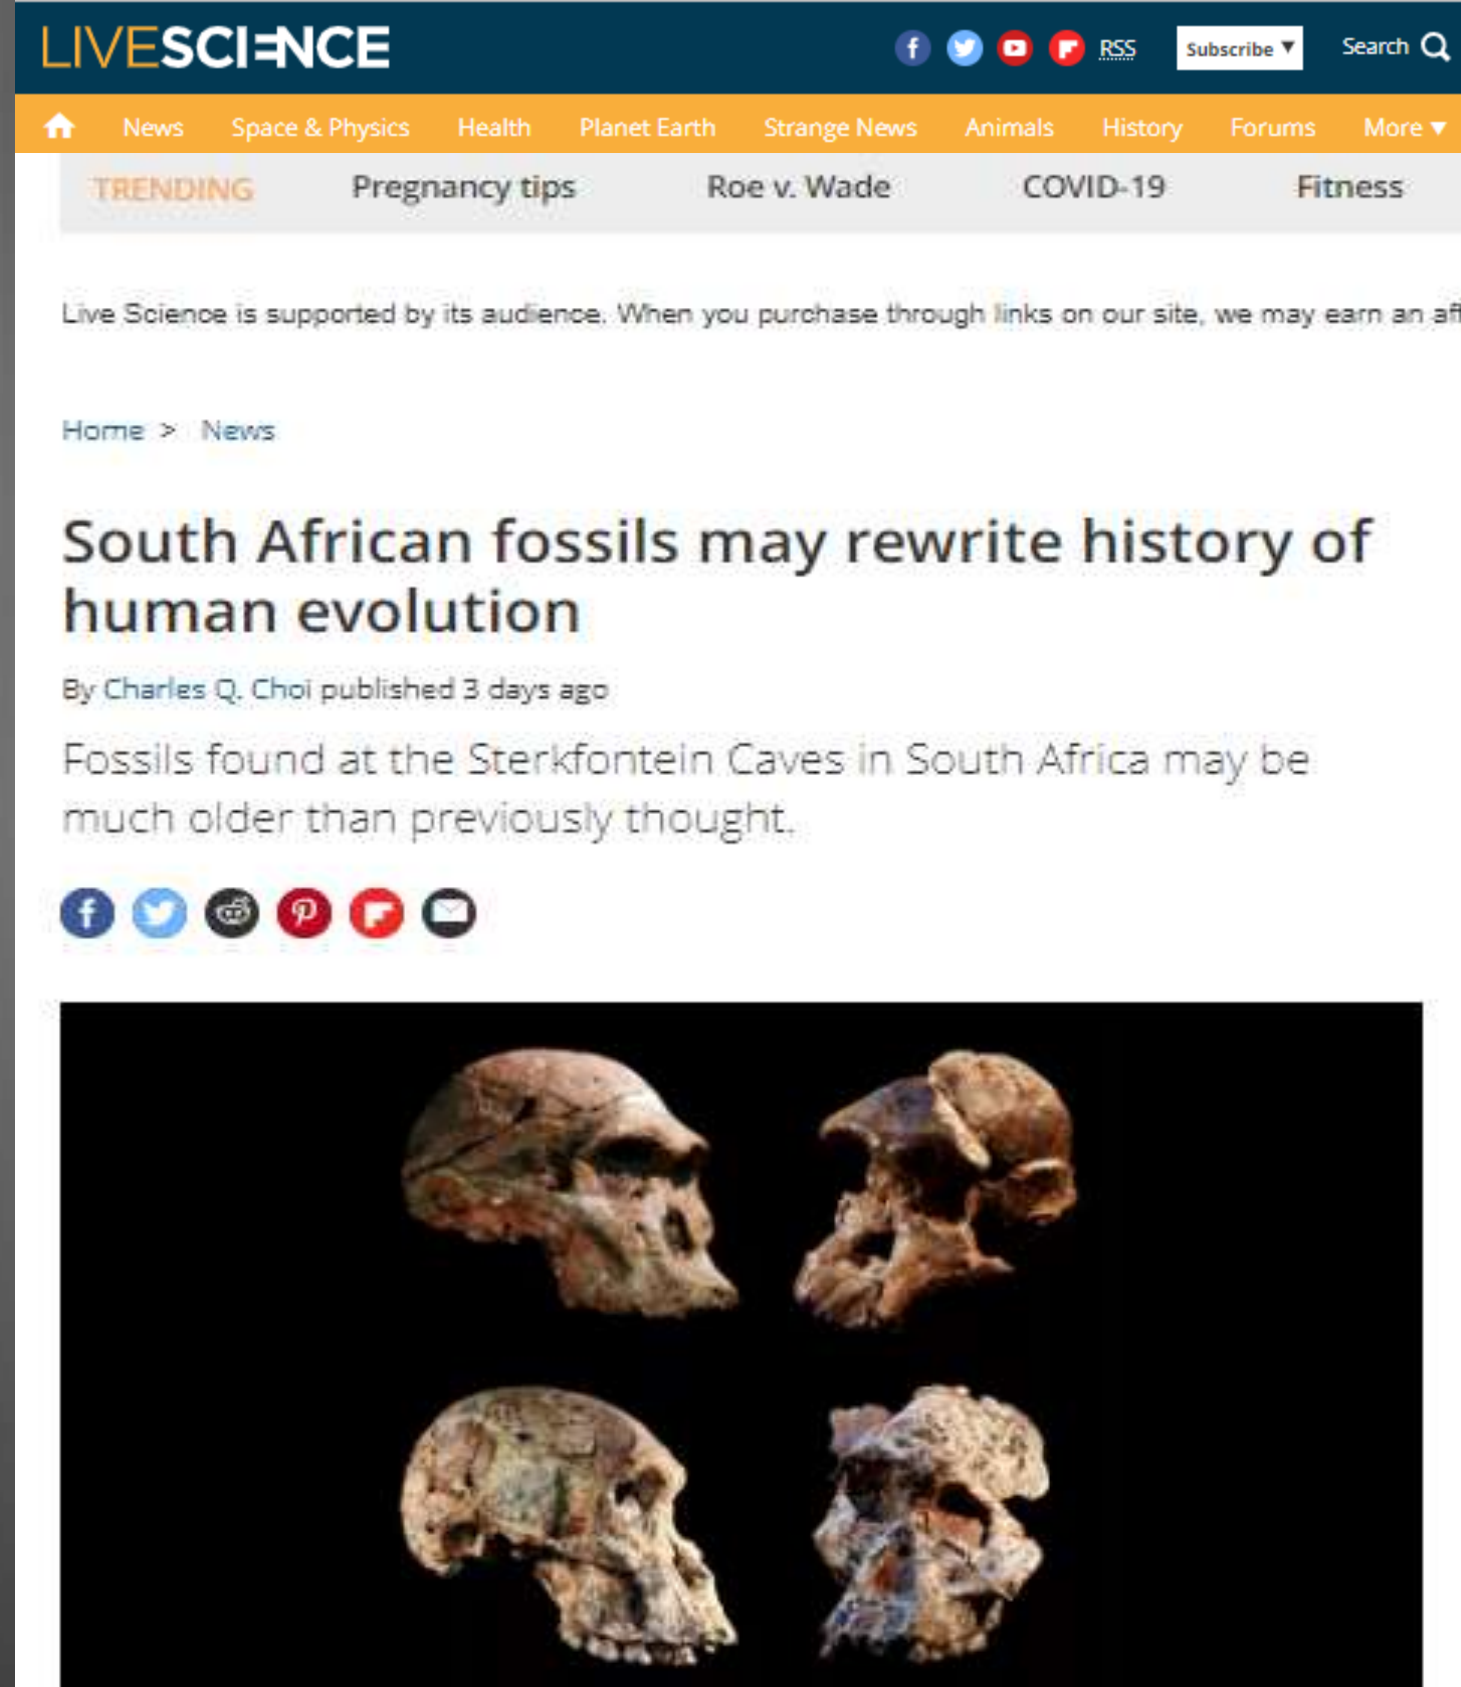 LIVESCIENCE
RSS Subscribe ▼ Search
News Space & Physics Health Planet Earth Strange News Animals History Forums More ▼
TRENDING Pregnancy tips Roe v. Wade COVID-19 Fitness
Live Science is supported by its audience. When you purchase through links on our site, we may earn an aff
Home > News
South African fossils may rewrite history of
human evolution
By Charles Q. Choi published 3 days ago
Fossils found at the Sterkfontein Caves in South Africa may be
much older than previously thought.